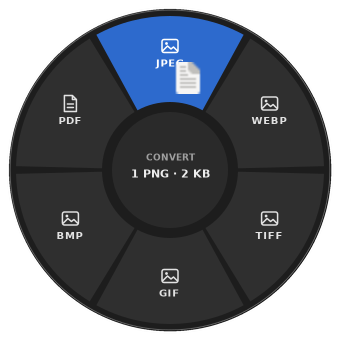 JPEG
PDF
WEBP
CONVERT
1 PNG · 2 KB
BMP
TIFF
GIF